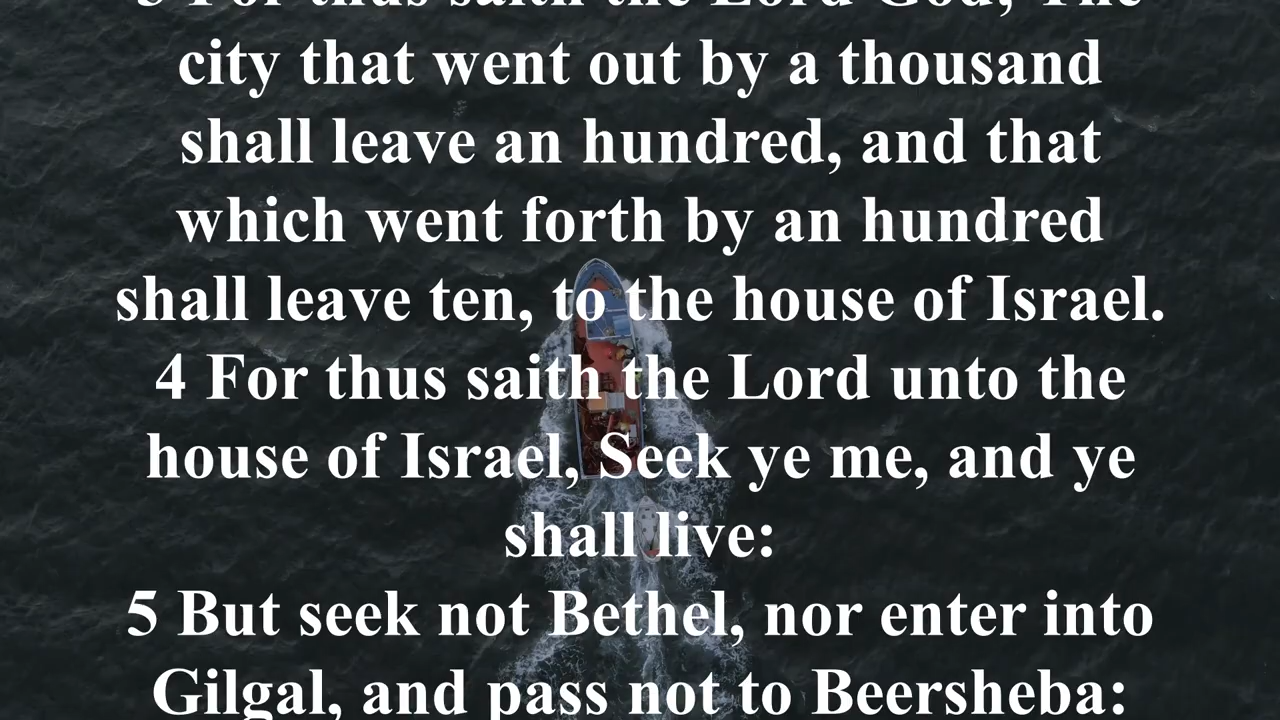 3 For thus saith the Lord God; The
city that went out by a thousand
shall leave an hundred, and that
which went forth by an hundred
shall leave ten, to the house of Israel.
4 For thus saith the Lord unto the
house of Israel, Seek ye me, and ye
shall live:
5 But seek not Bethel, nor enter into
Gilgal, and pass not to Beersheba: